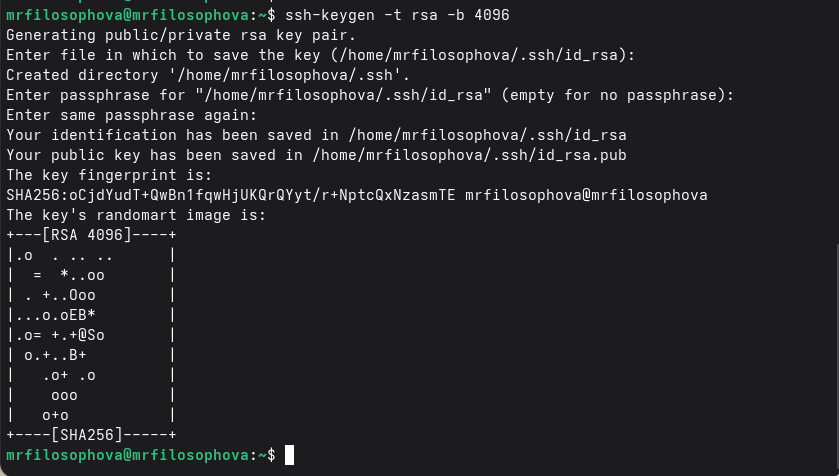 mrfilosophova@mrfilosophova:~$ ssh-keygen -t rsa -b 4096
Generating public/private rsa key pair.
Enter file in which to save the key (/home/mrfilosophova/.ssh/id_rsa):
Created directory '/home/mrfilosophova/.ssh'.
Enter passphrase for "/home/mrfilosophova/.ssh/id_rsa" (empty for no passphrase):
Enter same passphrase again:
Your identification has been saved in /home/mrfilosophova/.ssh/id_rsa
Your public key has been saved in /home/mrfilosophova/.ssh/id_rsa.pub
The key fingerprint is:
SHA256:oCjdYudT+QwBn1fqwHjUKQrQYyt/r+NptcQxNzasmTE mrfilosophova@mrfilosophova
The key's randomart image is:
+---[RSA 4096]----+
|.o  . .. ..      |
|  =  *..oo       |
| . +..Ooo        |
|...o.oEB*        |
|.o= +.+@So       |
| o.+..B+         |
|   .o+ .o        |
|    ooo          |
|   o+o           |
+----[SHA256]-----+
mrfilosophova@mrfilosophova:~$